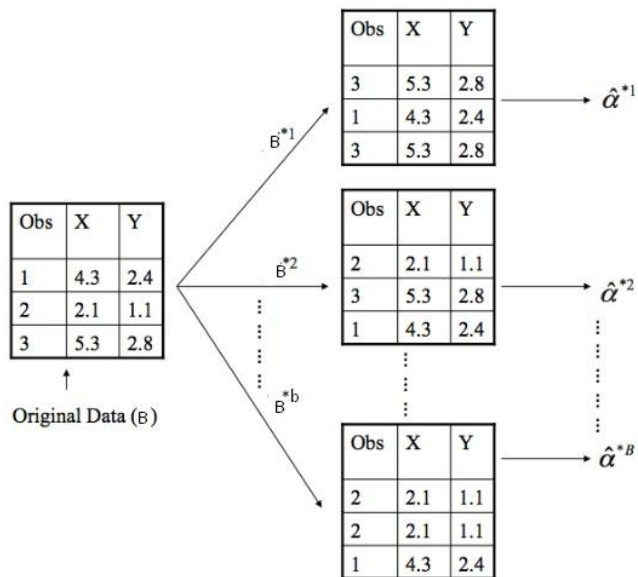 Obs X Y
3 5.3 2.8
1 4.3 2.4
3 5.3 2.8
α̂*1
B*1
Obs X Y
1 4.3 2.4
2 2.1 1.1
3 5.3 2.8
Original Data (B)
B*2
Obs X Y
2 2.1 1.1
3 5.3 2.8
1 4.3 2.4
α̂*2
B*b
Obs X Y
2 2.1 1.1
2 2.1 1.1
1 4.3 2.4
α̂*B